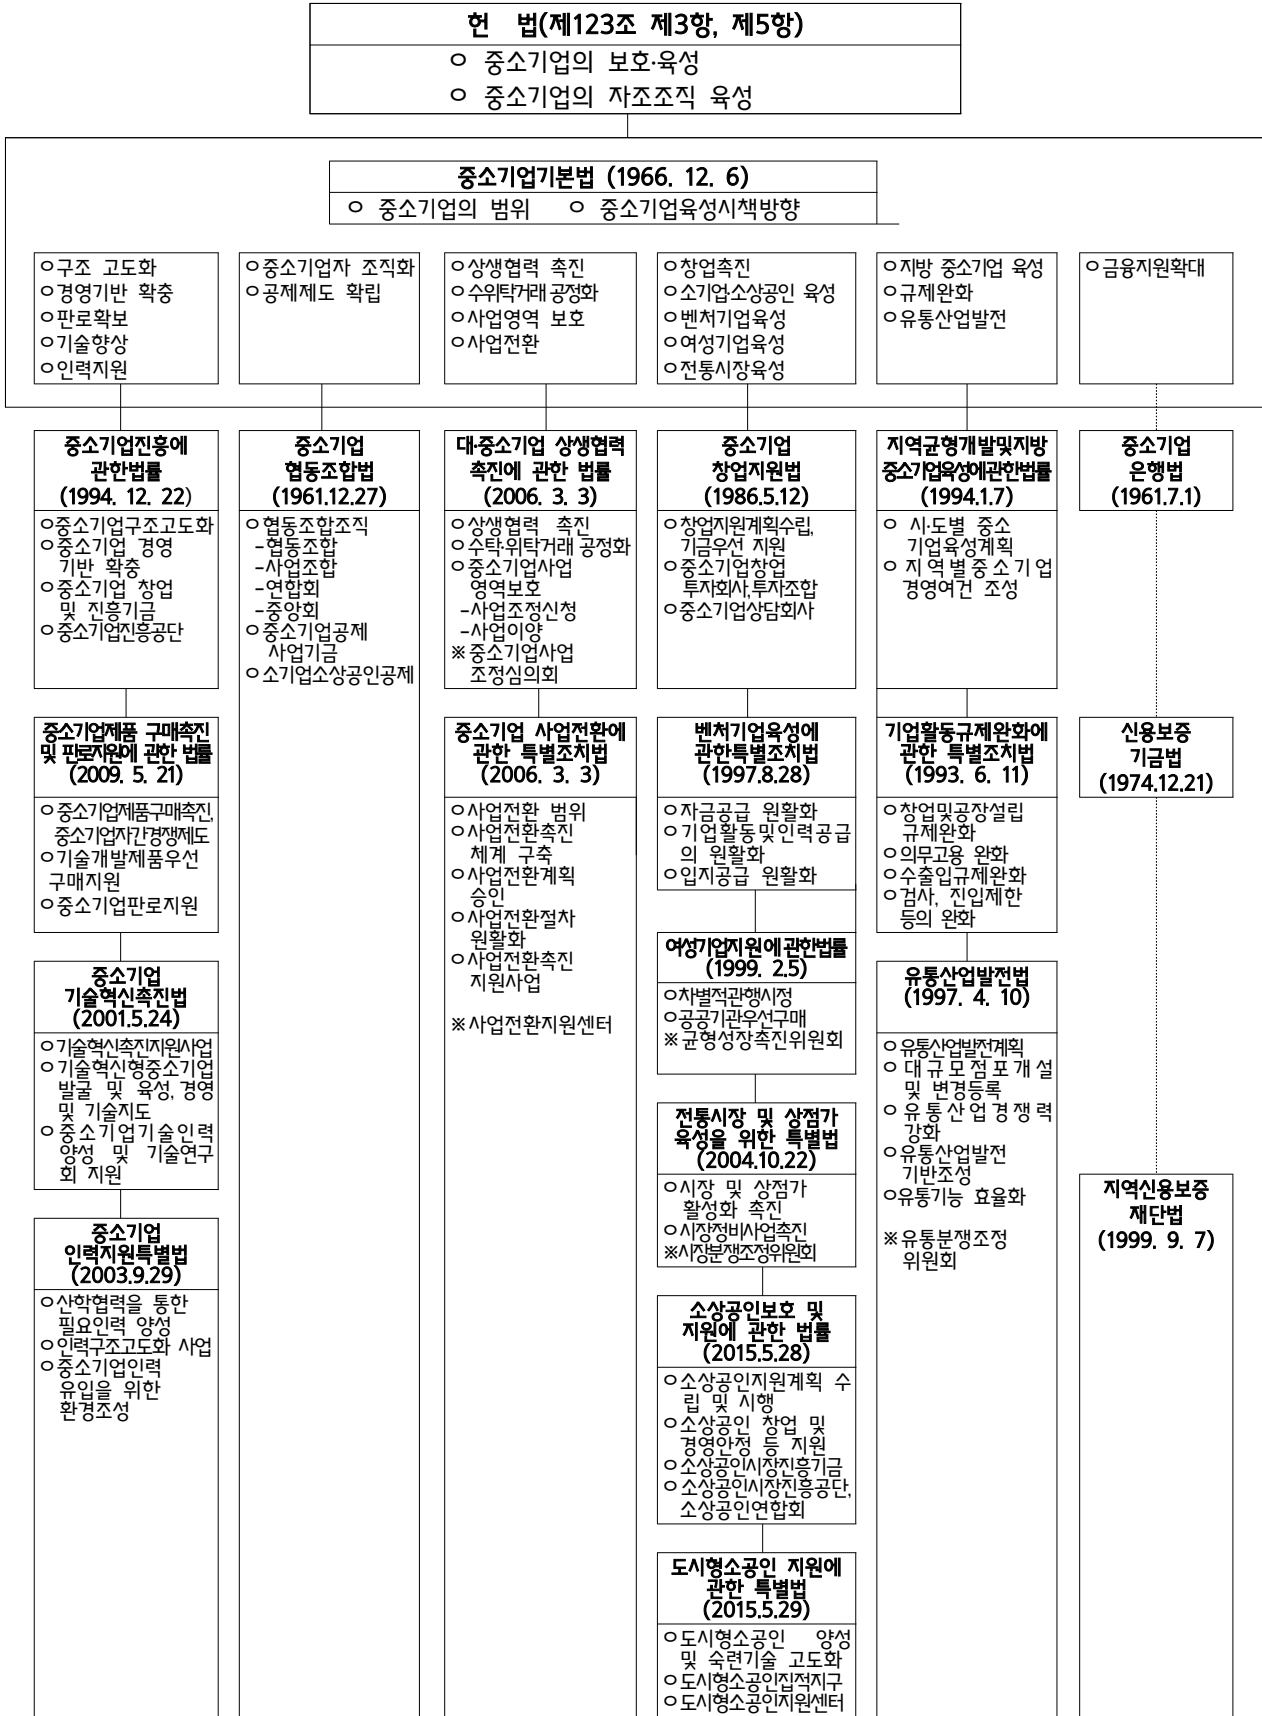 헌 법(제123조 제3항, 제5항)
ㅇ 중소기업의 보호·육성
ㅇ 중소기업의 자조조직 육성
중소기업기본법 (1966. 12. 6)
ㅇ 중소기업의 범위 ㅇ 중소기업육성시책방향
ㅇ구조 고도화
ㅇ경영기반 확충
ㅇ판로확보
ㅇ기술향상
ㅇ인력지원
ㅇ중소기업자 조직화
ㅇ공제제도 확립
ㅇ상생협력 촉진
ㅇ수위탁거래 공정화
ㅇ사업영역 보호
ㅇ사업전환
ㅇ창업촉진
ㅇ소기업·소상공인 육성
ㅇ벤처기업육성
ㅇ여성기업육성
ㅇ전통시장육성
ㅇ지방 중소기업 육성
ㅇ규제완화
ㅇ유통산업발전
ㅇ금융지원확대
중소기업진흥에
관한법률
(1994. 12. 22)
ㅇ중소기업구조고도화
ㅇ중소기업 경영
기반 확충
ㅇ중소기업 창업
및 진흥기금
ㅇ중소기업진흥공단
중소기업제품 구매촉진
및 판로지원에 관한 법률
(2009. 5. 21)
ㅇ중소기업제품구매촉진,
중소기업자간경쟁제도
ㅇ기술개발제품우선
구매지원
ㅇ중소기업판로지원
중소기업
기술혁신촉진법
(2001.5.24)
ㅇ기술혁신촉진지원사업
ㅇ기술혁신형중소기업
발굴 및 육성, 경영
및 기술지도
ㅇ중소기업기술인력
양성 및 기술연구
회 지원
중소기업
인력지원특별법
(2003.9.29)
ㅇ산학협력을 통한
필요인력 양성
ㅇ인력구조고도화 사업
ㅇ중소기업인력
유입을 위한
환경조성
중소기업
협동조합법
(1961.12.27)
ㅇ협동조합조직
-협동조합
-사업조합
-연합회
-중앙회
ㅇ중소기업공제
사업기금
ㅇ소기업소상공인공제
대·중소기업 상생협력
촉진에 관한 법률
(2006. 3. 3)
ㅇ상생협력 촉진
ㅇ수탁·위탁거래 공정화
ㅇ중소기업사업
영역보호
-사업조정신청
-사업이양
※중소기업사업
조정심의회
중소기업 사업전환에
관한 특별조치법
(2006. 3. 3)
ㅇ사업전환 범위
ㅇ사업전환촉진
체계 구축
ㅇ사업전환계획
승인
ㅇ사업전환절차
원활화
ㅇ사업전환촉진
지원사업
※사업전환지원센터
중소기업
창업지원법
(1986.5.12)
ㅇ창업지원계획수립,
기금우선 지원
ㅇ중소기업창업
투자회사,투자조합
ㅇ중소기업상담회사
벤처기업육성에
관한특별조치법
(1997.8.28)
ㅇ자금공급 원활화
ㅇ기업활동및인력공급
의 원활화
ㅇ입지공급 원활화
여성기업지원에관한법률
(1999. 2.5)
ㅇ차별적관행시정
ㅇ공공기관우선구매
※균형성장촉진위원회
전통시장 및 상점가
육성을 위한 특별법
(2004.10.22)
ㅇ시장 및 상점가
활성화 촉진
ㅇ시장정비사업촉진
※시장분쟁조정위원회
소상공인보호 및
지원에 관한 법률
(2015.5.28)
ㅇ소상공인지원계획 수
립 및 시행
ㅇ소상공인 창업 및
경영안정 등 지원
ㅇ소상공인시장진흥기금
ㅇ소상공인시장진흥공단,
소상공인연합회
도시형소공인 지원에
관한 특별법
(2015.5.29)
ㅇ도시형소공인 양성
및 숙련기술 고도화
ㅇ도시형소공인집적지구
ㅇ도시형소공인지원센터
지역균형개발및지방
중소기업육성에관한법률
(1994.1.7)
ㅇ 시·도별 중소
기업육성계획
ㅇ지역별중소기업
경영여건 조성
기업활동규제완화에
관한 특별조치법
(1993. 6. 11)
ㅇ창업및공장설립
규제완화
ㅇ의무고용 완화
ㅇ수출입규제완화
ㅇ검사, 진입제한
등의 완화
유통산업발전법
(1997. 4. 10)
ㅇ유통산업발전계획
ㅇ대규모점포개설
및 변경등록
ㅇ유통산업경쟁력
강화
ㅇ유통산업발전
기반조성
ㅇ유통기능 효율화
※유통분쟁조정
위원회
중소기업
은행법
(1961.7.1)
신용보증
기금법
(1974.12.21)
지역신용보증
재단법
(1999. 9. 7)